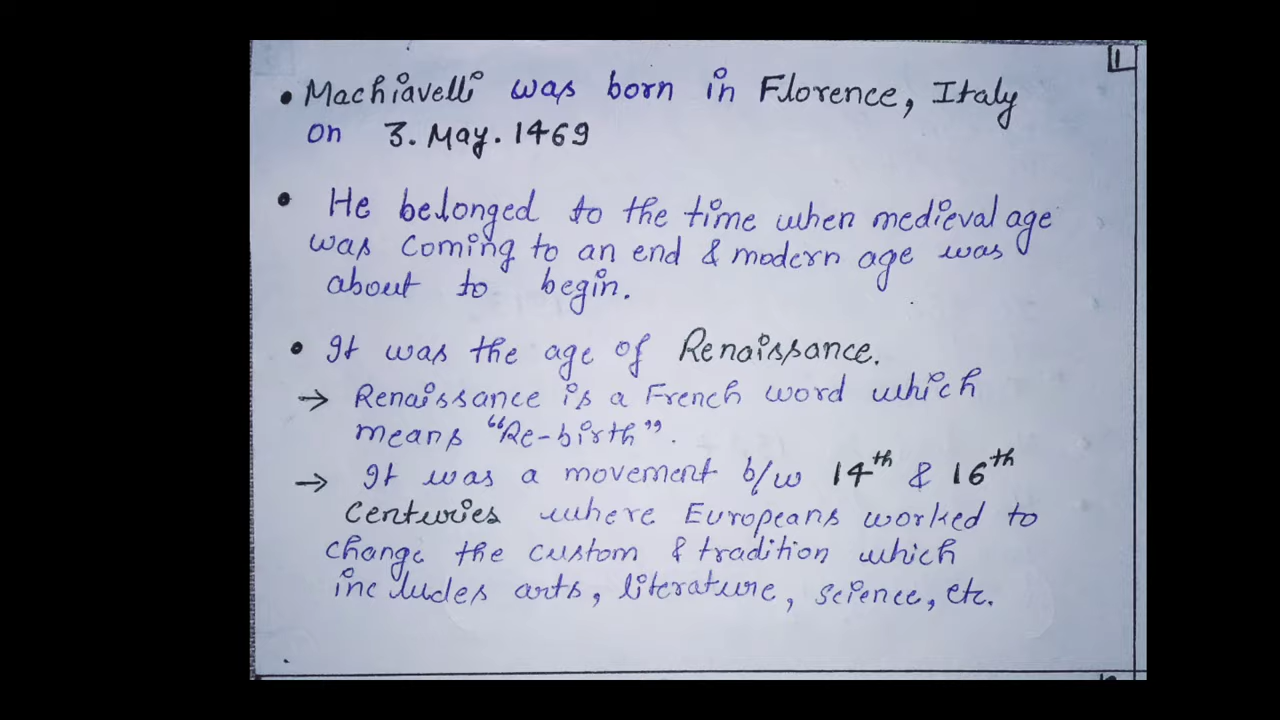 1
• Machiavelli was born in Florence, Italy
on 3. May. 1469
• He belonged to the time when medieval age
was coming to an end & modern age was
about to begin.
• It was the age of Renaissance.
→ Renaissance is a French word which
means "Re-birth".
→ It was a movement b/w 14th & 16th
Centuries where Europeans worked to
change the custom & tradition which
includes arts, literature, science, etc.